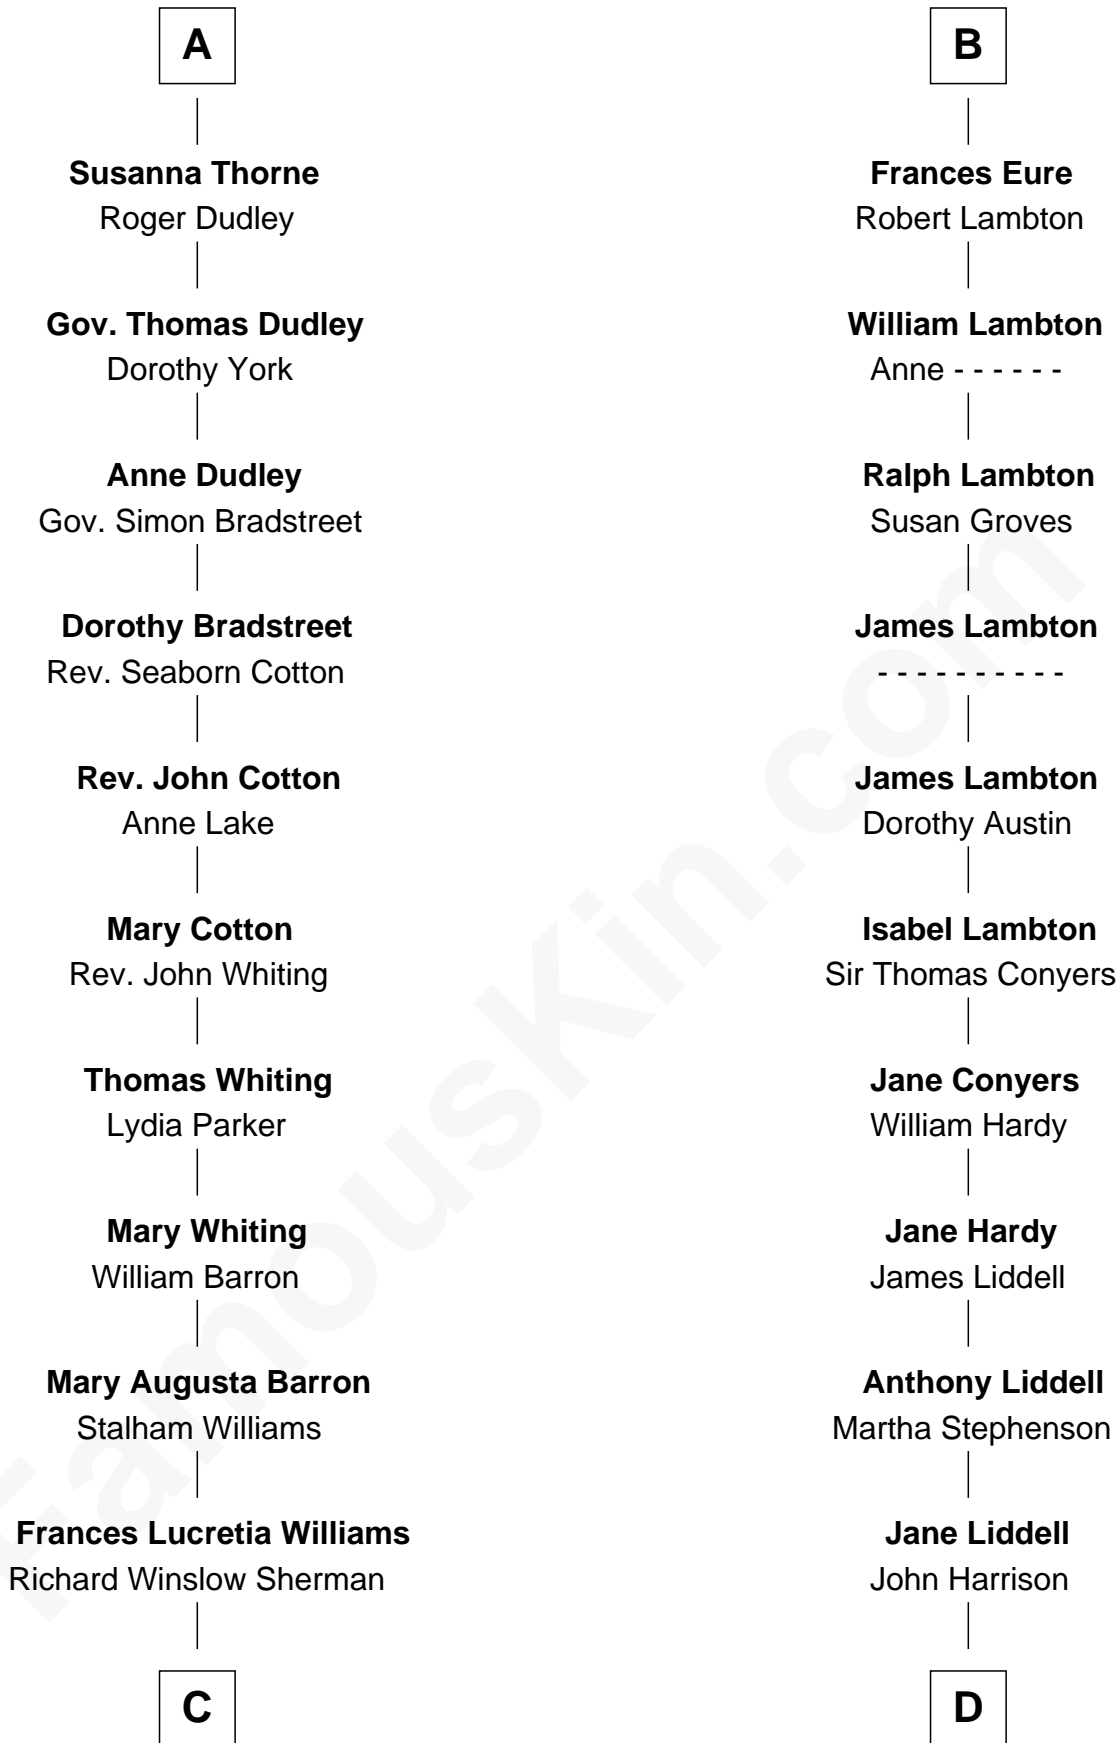 A
Susanna Thorne
Roger Dudley
Gov. Thomas Dudley
Dorothy York
Anne Dudley
Gov. Simon Bradstreet
Dorothy Bradstreet
Rev. Seaborn Cotton
Rev. John Cotton
Anne Lake
Mary Cotton
Rev. John Whiting
Thomas Whiting
Lydia Parker
Mary Whiting
William Barron
Mary Augusta Barron
Stalham Williams
Frances Lucretia Williams
Richard Winslow Sherman
C
B
Frances Eure
Robert Lambton
William Lambton
Anne - - - - - -
Ralph Lambton
Susan Groves
James Lambton
- - - - - - - - - -
James Lambton
Dorothy Austin
Isabel Lambton
Sir Thomas Conyers
Jane Conyers
William Hardy
Jane Hardy
James Liddell
Anthony Liddell
Martha Stephenson
Jane Liddell
John Harrison
D
FamousKin.com